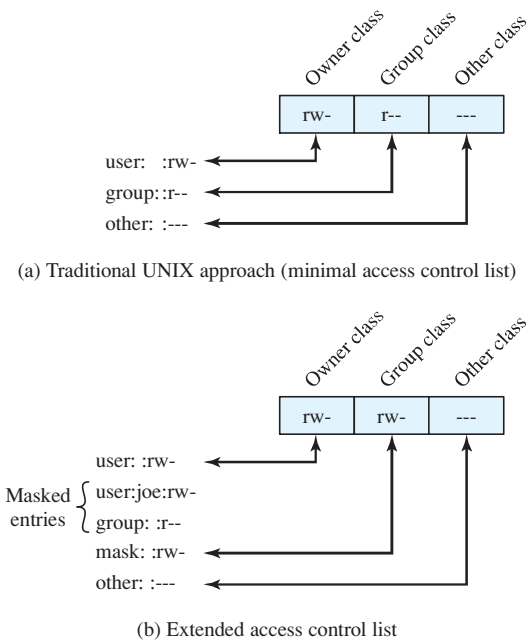 Owner class
Group class
Other class
rw-
r--
---
user: :rw-
group::r--
other: :---
(a) Traditional UNIX approach (minimal access control list)
Owner class
Group class
Other class
rw-
rw-
---
user: :rw-
Masked entries
user:joe:rw-
group: :r--
mask: :rw-
other: :---
(b) Extended access control list